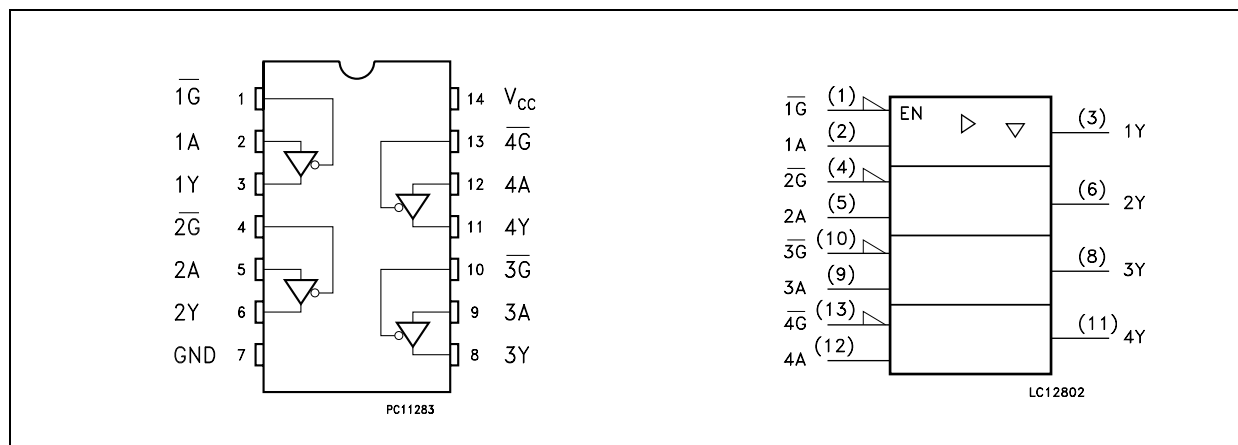 1G 1 14 VCC
1A 2 13 4G
1Y 3 12 4A
2G 4 11 4Y
2A 5 10 3G
2Y 6 9 3A
GND 7 8 3Y
PC11283
1G (1) EN
1A (2) (3) 1Y
2G (4)
2A (5) (6) 2Y
3G (10)
3A (9) (8) 3Y
4G (13)
4A (12) (11) 4Y
LC12802